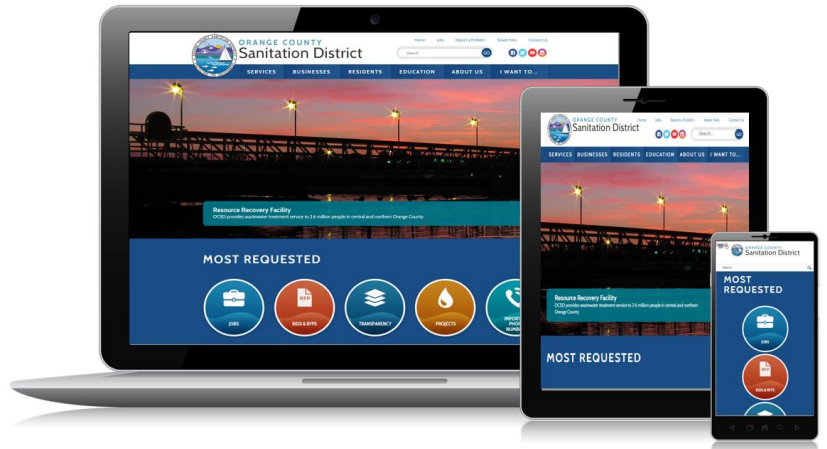 ORANGE COUNTY
Sanitation District
Home Jobs Report a Problem Sewer Fees Contact Us
Search... GO
SERVICES BUSINESSES RESIDENTS EDUCATION ABOUT US I WANT TO...
Resource Recovery Facility
OCSD provides wastewater treatment service to 2.6 million people in central and northern Orange County.
MOST REQUESTED
JOBS
RFP
BIDS & RFPS
TRANSPARENCY
PROJECTS
ORANGE COUNTY
Sanitation District
Home Jobs Report a Problem Sewer Fees Contact Us
Search... GO
SERVICES BUSINESSES RESIDENTS EDUCATION ABOUT US I WANT TO...
Resource Recovery Facility
OCSD provides wastewater treatment service to 2.6 million people in central and northern
Orange County.
MOST REQUESTED
ORANGE COUNTY
Sanitation District
Search
MOST
REQUESTED
JOBS
RFP
BIDS & RFPS